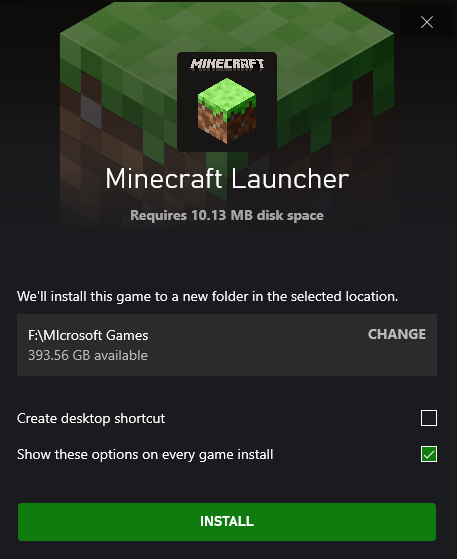 MINECRAFT
Minecraft Launcher
Requires 10.13 MB disk space
We'll install this game to a new folder in the selected location.
F:\MIcrosoft Games
CHANGE
393.56 GB available
Create desktop shortcut
Show these options on every game install
INSTALL